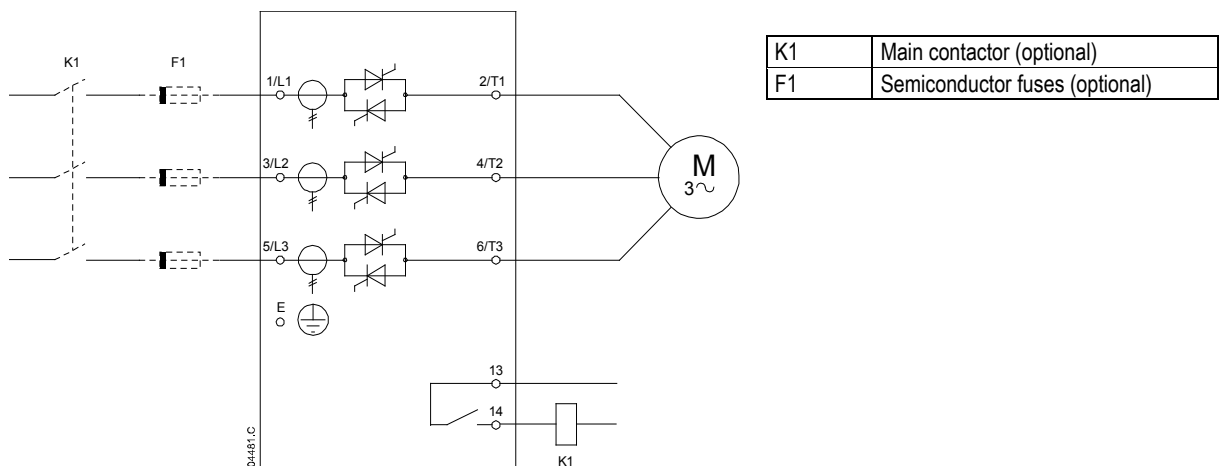 K1
F1
1/L1
2/T1
3/L2
4/T2
M
3~
5/L3
6/T3
E
13
14
K1
04481.C
K1 Main contactor (optional)
F1 Semiconductor fuses (optional)